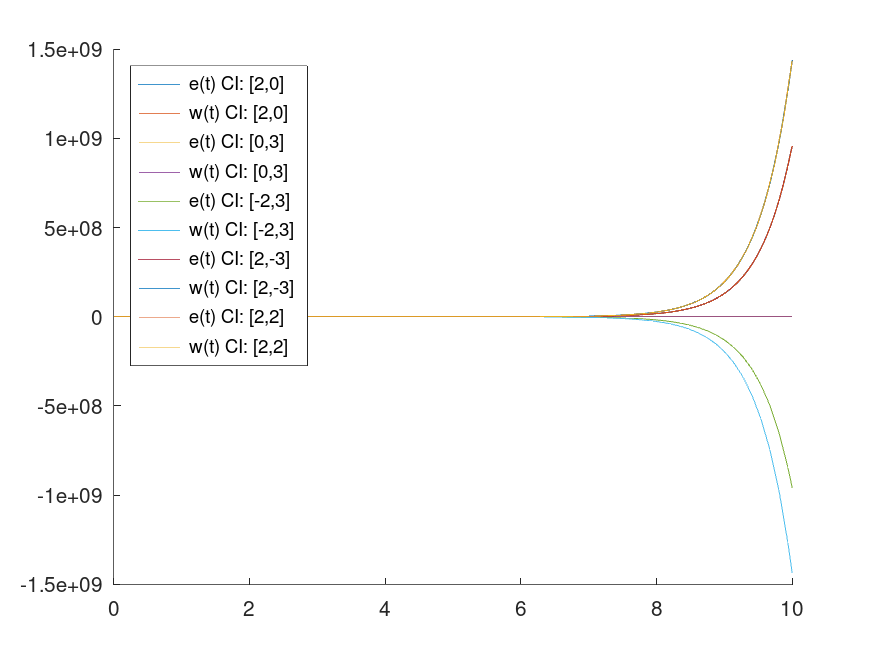 1.5e+09
1e+09
5e+08
0
-5e+08
-1e+09
-1.5e+09
e(t) CI: [2,0]
w(t) CI: [2,0]
e(t) CI: [0,3]
w(t) CI: [0,3]
e(t) CI: [-2,3]
w(t) CI: [-2,3]
e(t) CI: [2,-3]
w(t) CI: [2,-3]
e(t) CI: [2,2]
w(t) CI: [2,2]
0 2 4 6 8 10